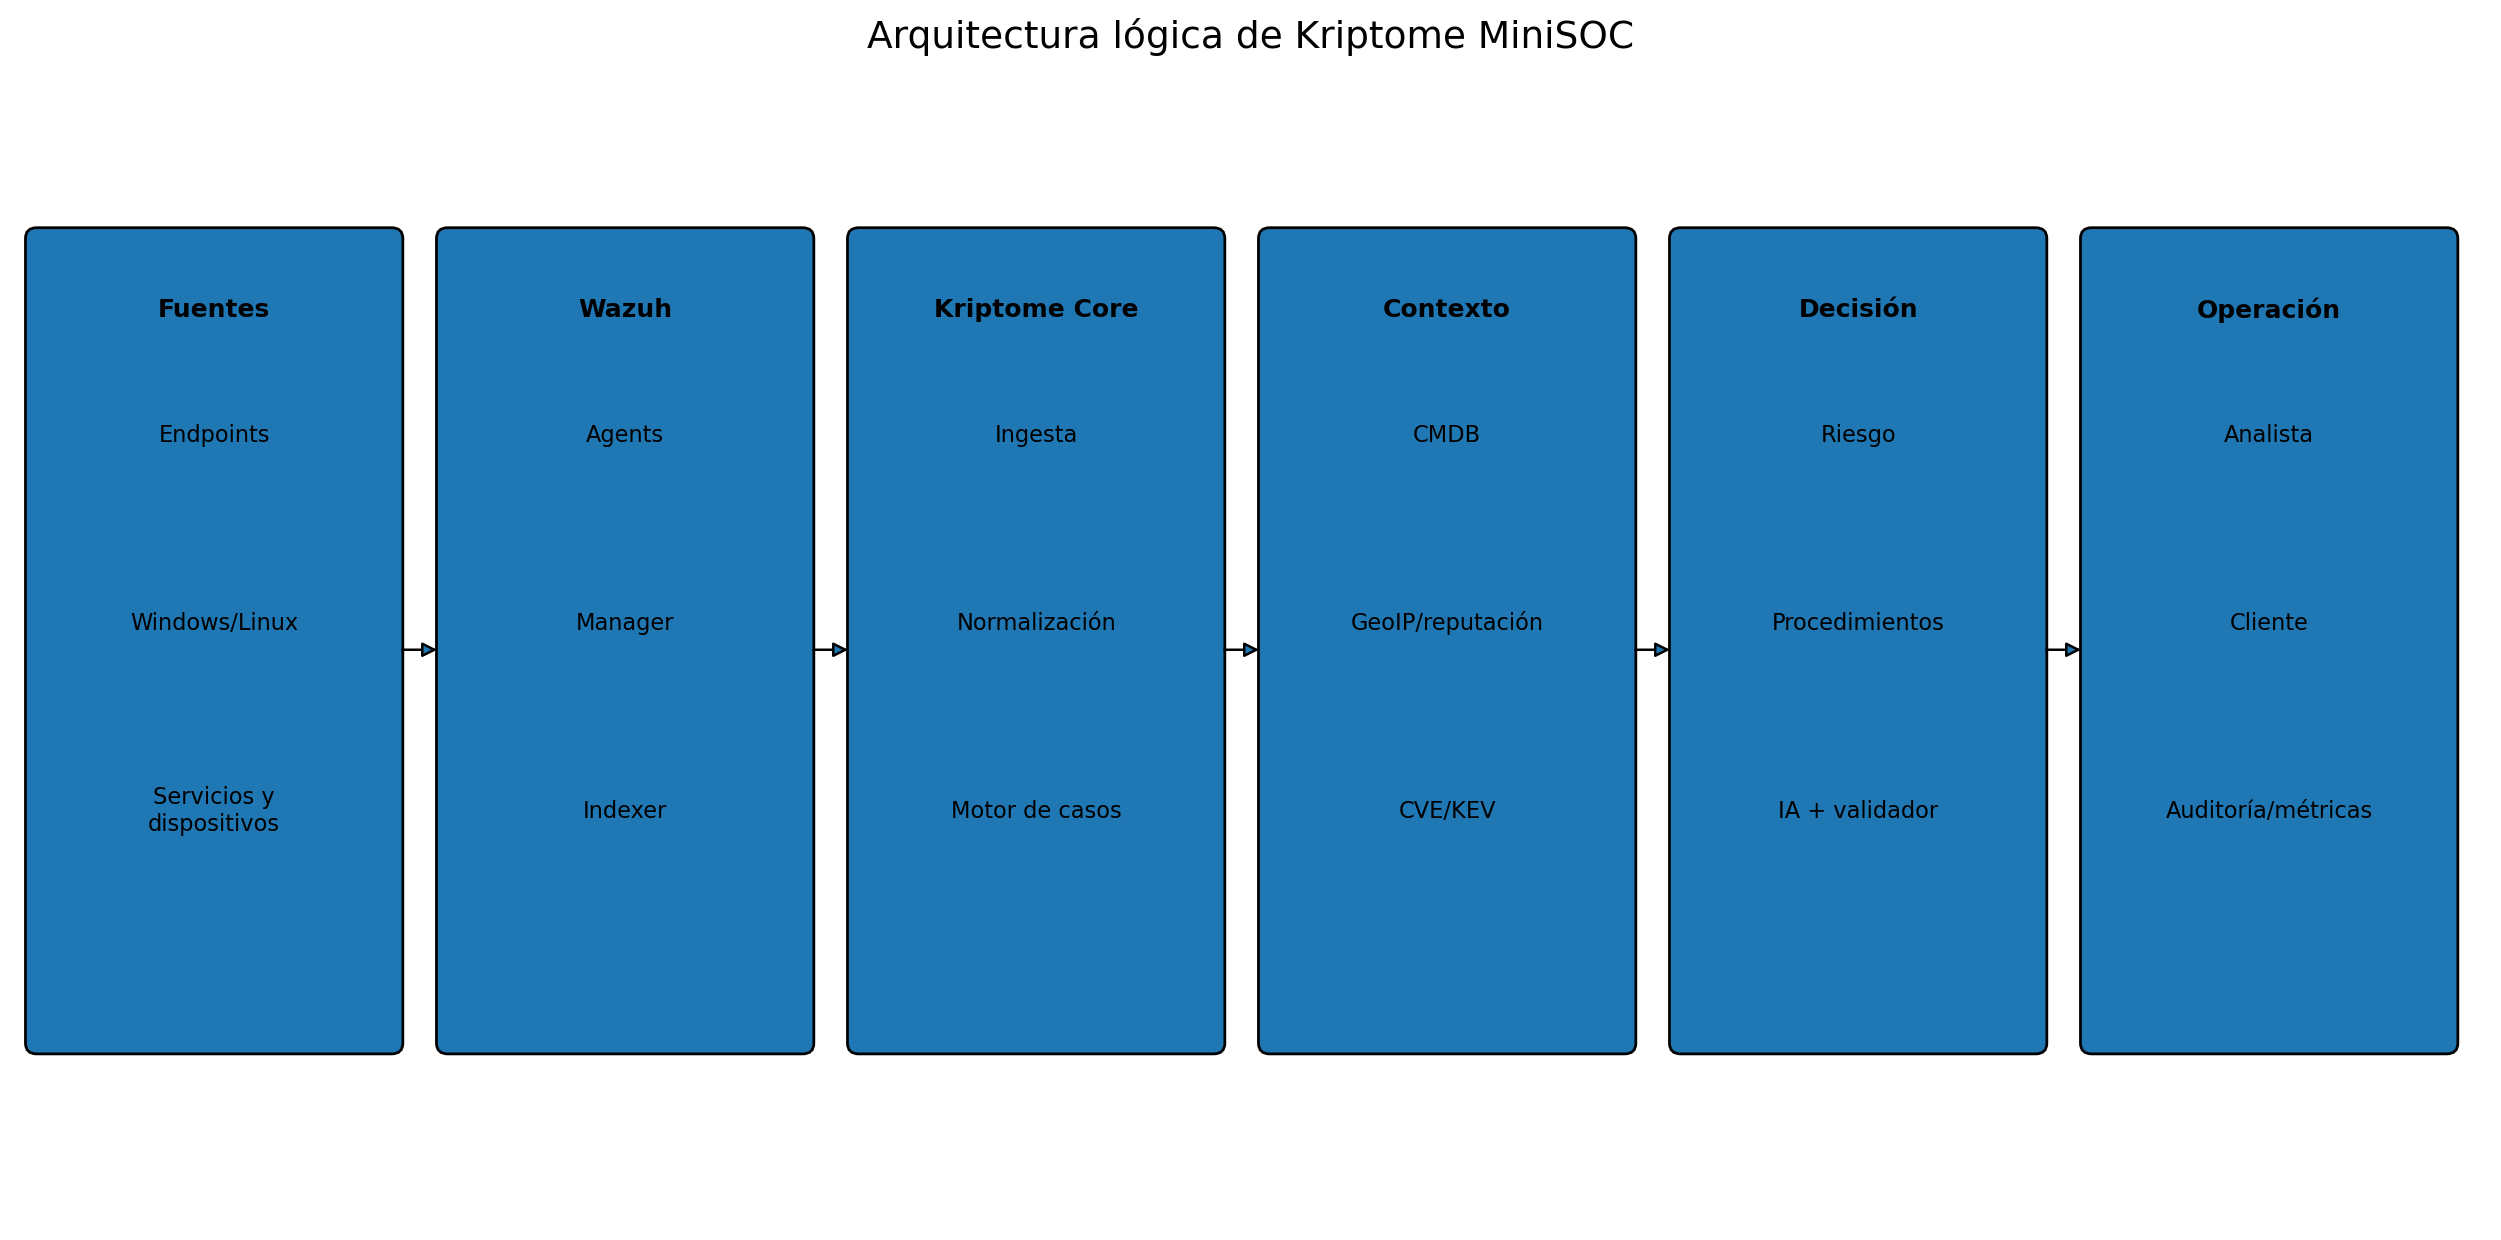 Arquitectura lógica de Kriptome MiniSOC
Fuentes
Endpoints
Windows/Linux
Servicios y
dispositivos
Wazuh
Agents
Manager
Indexer
Kriptome Core
Ingesta
Normalización
Motor de casos
Contexto
CMDB
GeoIP/reputación
CVE/KEV
Decisión
Riesgo
Procedimientos
IA + validador
Operación
Analista
Cliente
Auditoría/métricas